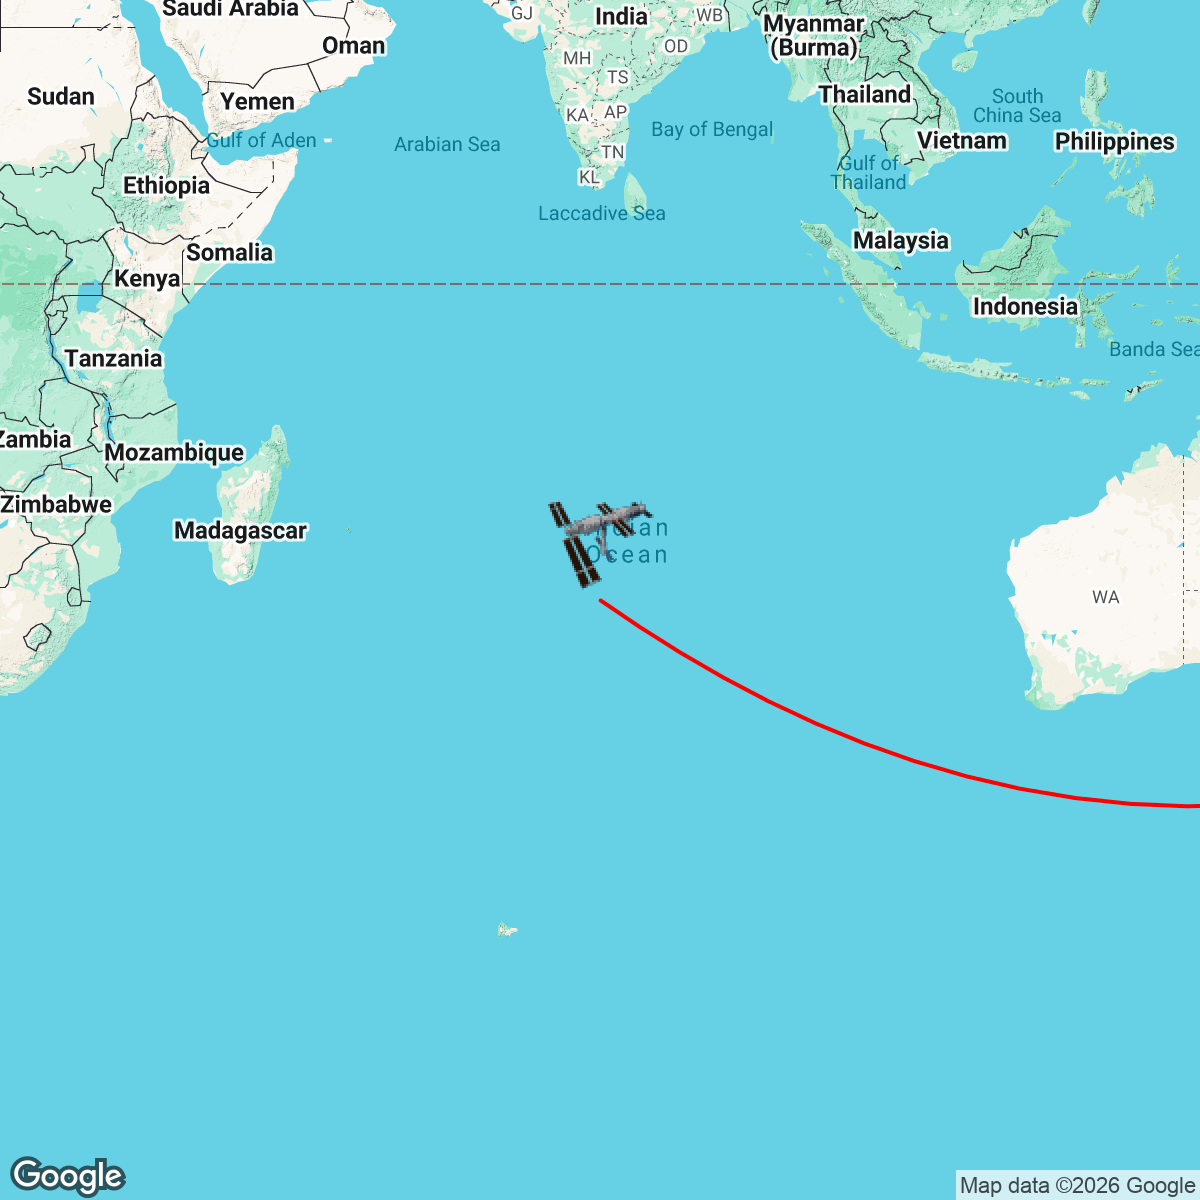 Saudi Arabia
GJ
India
WB
Myanmar
(Burma)
Oman
OD
MH
TS
Sudan
Yemen
Thailand
South
China Sea
KA
AP
Gulf of Aden
Arabian Sea
Bay of Bengal
Vietnam
Philippines
TN
Gulf of
Thailand
Ethiopia
KL
Laccadive Sea
Somalia
Malaysia
Kenya
Indonesia
Tanzania
Banda Sea
Zambia
Mozambique
Zimbabwe
Madagascar
Indian
Ocean
WA
Google
Map data ©2026 Google